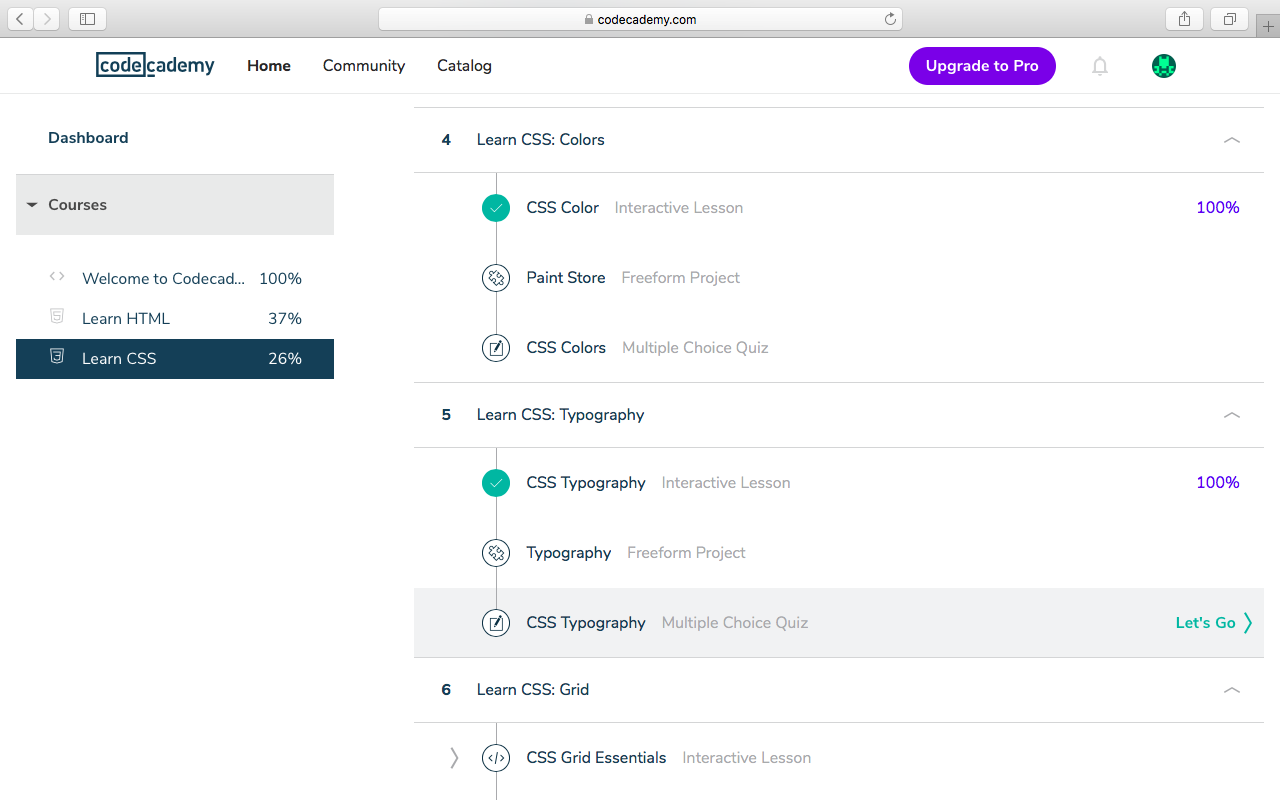 codecademy.com
codecademy Home Community Catalog Upgrade to Pro
Dashboard
Courses
Welcome to Codecad... 100%
Learn HTML 37%
Learn CSS 26%
4 Learn CSS: Colors
CSS Color Interactive Lesson 100%
Paint Store Freeform Project
CSS Colors Multiple Choice Quiz
5 Learn CSS: Typography
CSS Typography Interactive Lesson 100%
Typography Freeform Project
CSS Typography Multiple Choice Quiz Let's Go
6 Learn CSS: Grid
CSS Grid Essentials Interactive Lesson